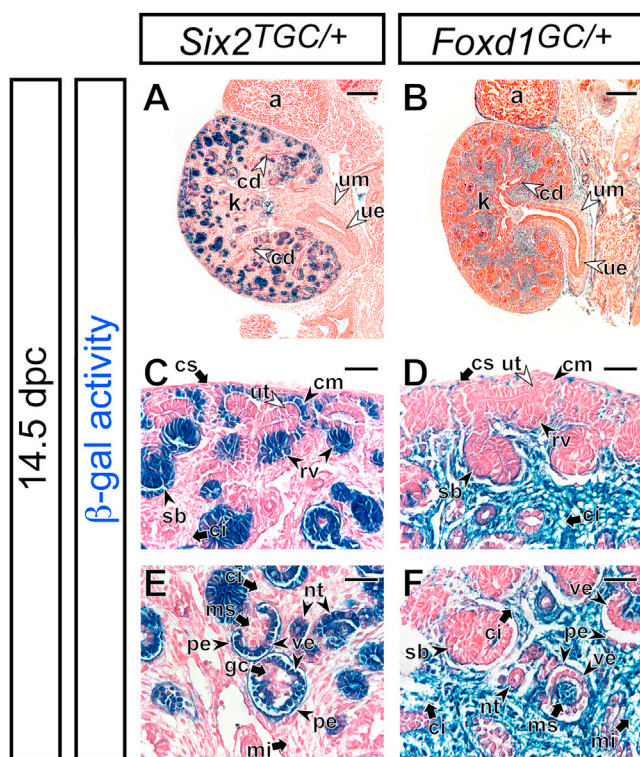 Six2TGC/+
Foxd1GC/+
14.5 dpc
β-gal activity
A
a
cd
um
k
ue
cd
B
a
cd
um
k
ue
C
cs
ut
cm
rv
sb
ci
D
cs
ut
cm
rv
sb
ci
E
ci
nt
ms
pe
ve
gc
pe
mi
F
ve
ci
pe
sb
ve
nt
ci
ms
mi